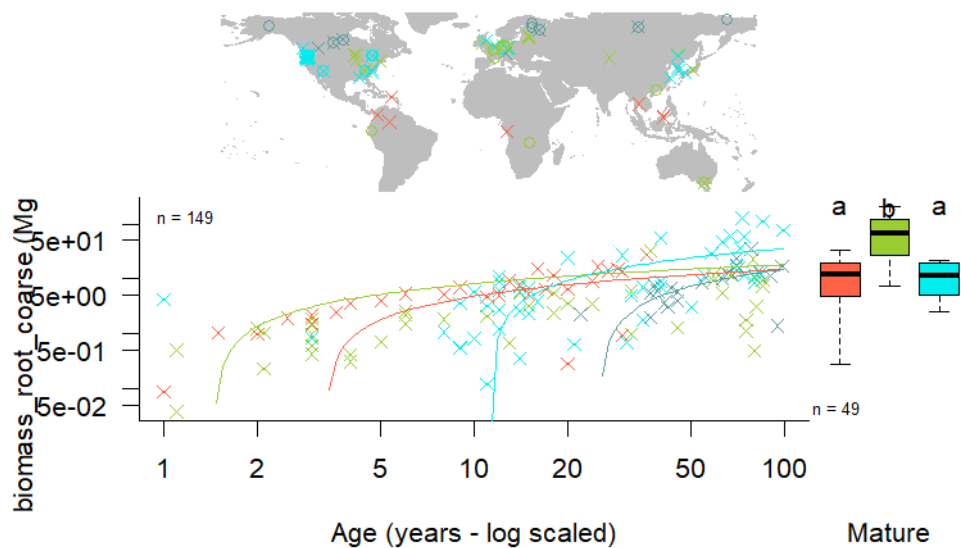 n = 149
a b a
biomass_root_coarse (Mg
5e+01
5e+00
5e-01
5e-02
n = 49
1 2 5 10 20 50 100
Age (years - log scaled)
Mature